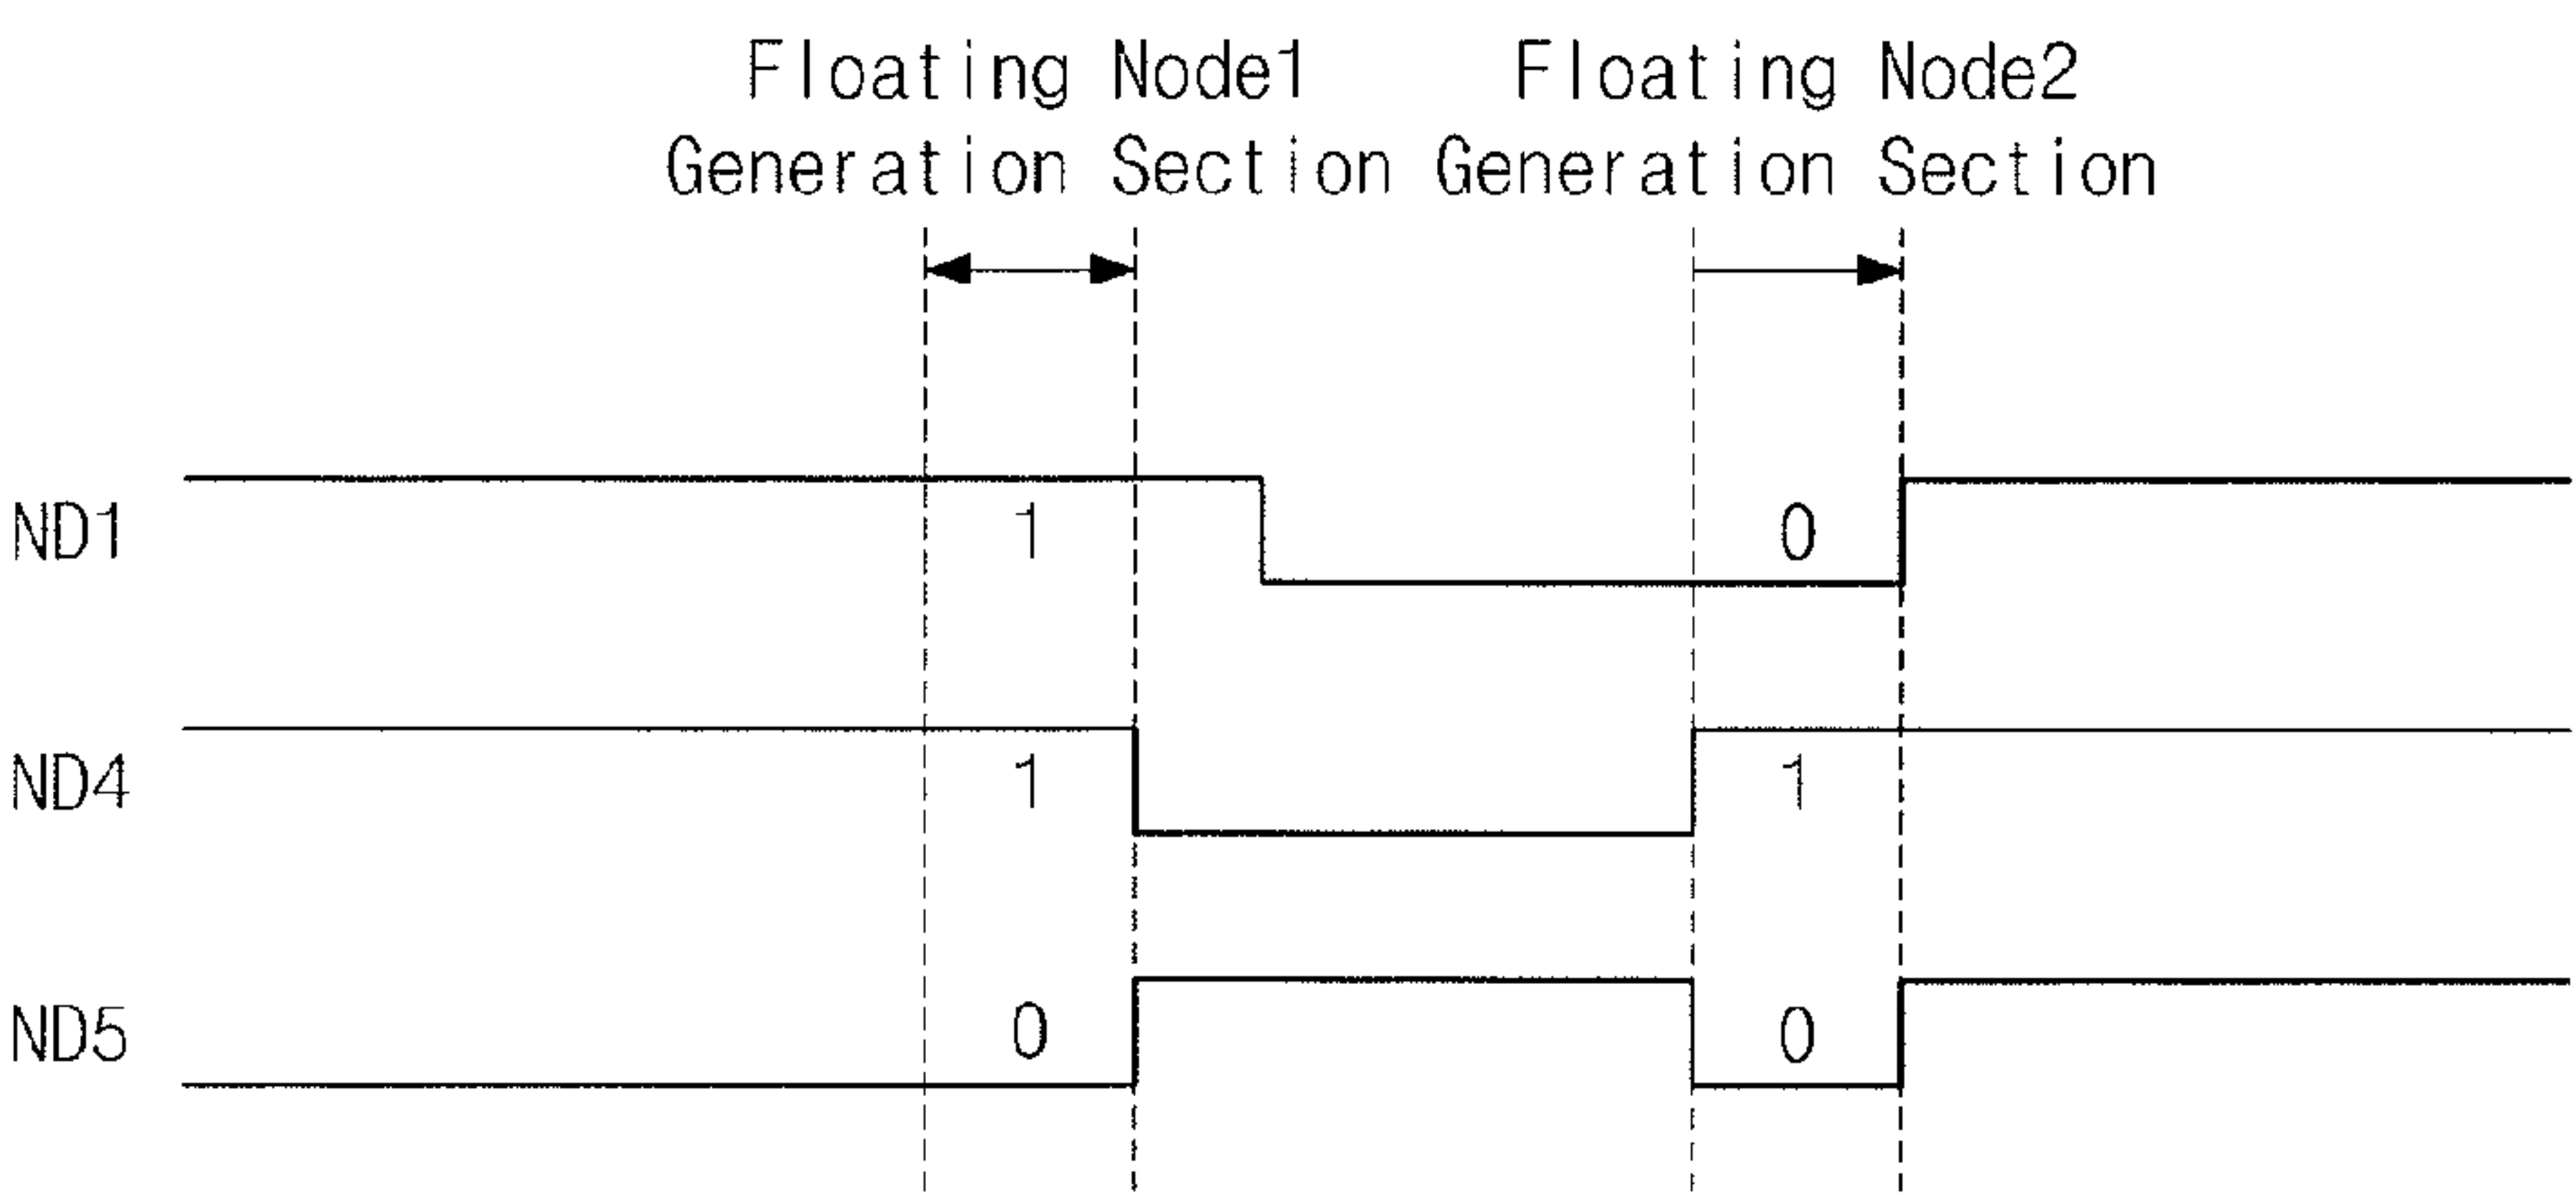 Floating Node1 Floating Node2
Generation Section Generation Section
ND1 1 0
ND4 1 1
ND5 0 0